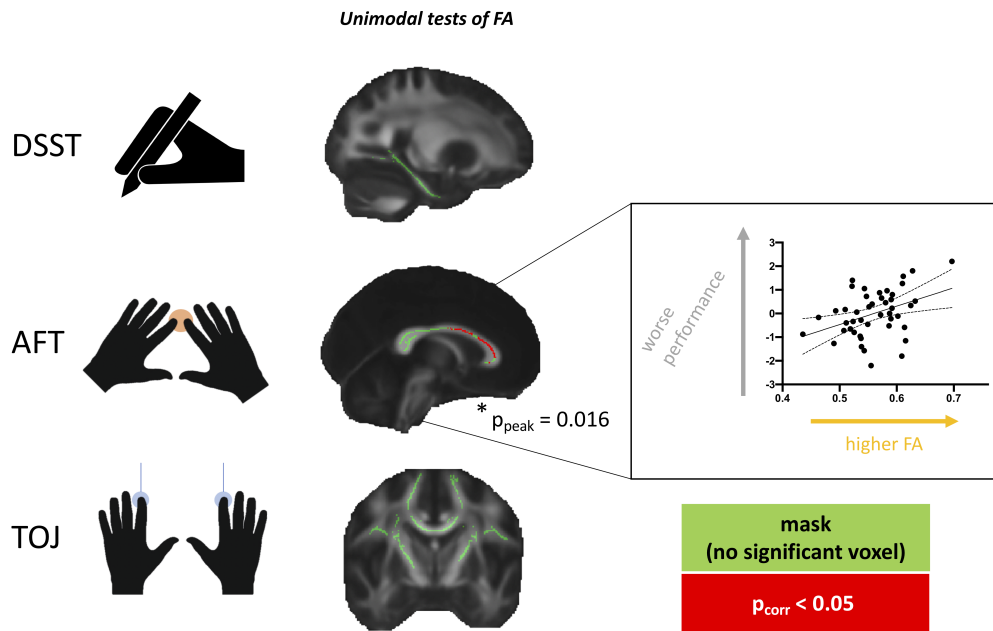 Unimodal tests of FA
DSST
AFT
* p_peak = 0.016
worse
performance
3
2
1
0
-1
-2
-3
0.4 0.5 0.6 0.7
higher FA
TOJ
mask
(no significant voxel)
p_corr < 0.05